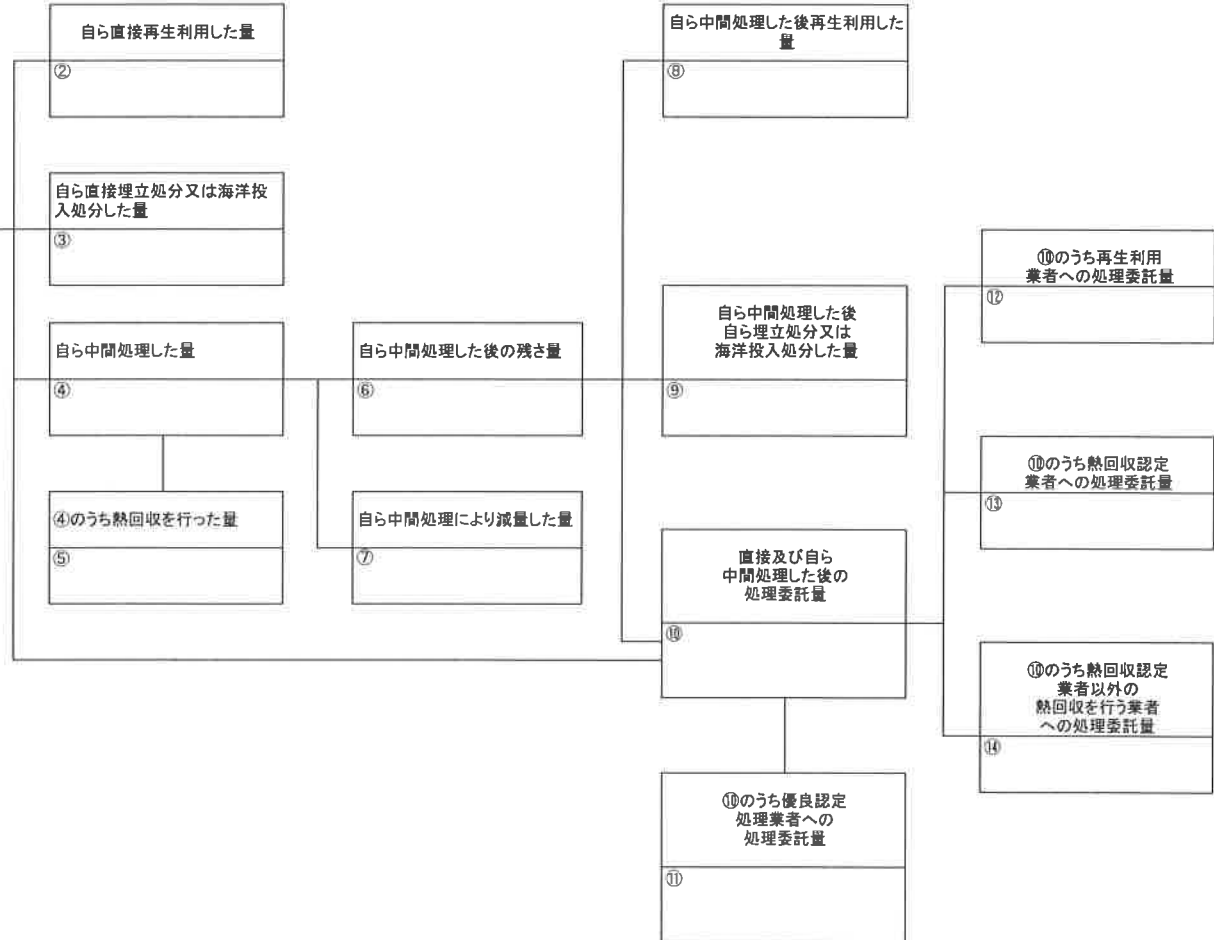 自ら直接再生利用した量
②
自ら中間処理した後再生利用した
量
⑧
自ら直接埋立処分又は海洋投
入処分した量
③
⑩のうち再生利用
業者への処理委託量
⑫
自ら中間処理した量
④
自ら中間処理した後の残さ量
⑥
自ら中間処理した後
自ら埋立処分又は
海洋投入処分した量
⑨
⑩のうち熱回収認定
業者への処理委託量
⑬
④のうち熱回収を行った量
⑤
自ら中間処理により減量した量
⑦
直接及び自ら
中間処理した後の
処理委託量
⑩
⑩のうち熱回収認定
業者以外の
熱回収を行う業者
への処理委託量
⑭
⑩のうち優良認定
処理業者への
処理委託量
⑪